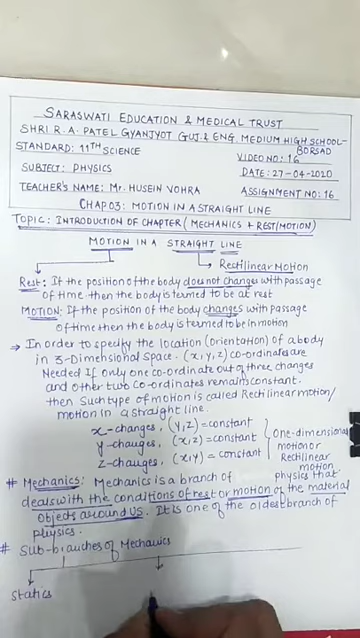 SARASWATI EDUCATION & MEDICAL TRUST
SHRI R.A. PATEL GYANJYOT GUJ & ENG. MEDIUM HIGH SCHOOL-
BORSAD
STANDARD: 11TH SCIENCE
VIDEO NO: 16
SUBJECT: PHYSICS
DATE: 27-04-2020
TEACHER'S NAME: Mr. HUSEIN VOHRA
ASSIGNMENT NO: 16
CHAP 03: MOTION IN A STRAIGHT LINE
TOPIC: INTRODUCTION OF CHAPTER (MECHANICS + REST/MOTION)
MOTION IN A STRAIGHT LINE
Rectilinear Motion
Rest: If the position of the body does not changes with passage
of time then the body is termed to be at rest
MOTION: If the position of the body changes with passage
of time then the body is termed to be in motion
⇒ In order to specify the location (orientation) of a body
in 3-Dimensional space. (x, y, z) co-ordinates are
Needed If only one co-ordinate out of three changes
and other two co-ordinates remains constant.
then such type of motion is called Rectilinear motion/
motion in a straight line.
x-changes, (y, z) = constant
y-changes, (x, z) = constant
z-changes, (x, y) = constant
One-dimensional
motion or
Rectilinear
motion
# Mechanics: Mechanics is a branch of physics that
deals with the conditions of rest or motion of the material
objects around us. It is one of the oldest branch of
physics.
# Sub-branches of Mechanics
Statics